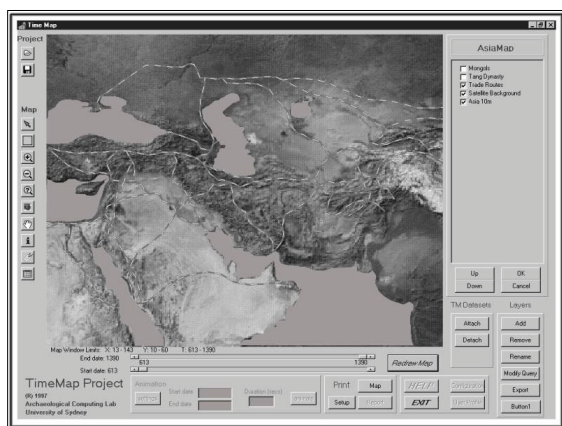 Time Map
Project
Map
AsiaMap
Mongols
Tang Dynasty
Trade Routes
Satellite Background
Asia 10m
Up
OK
Down
Cancel
TM Datasets
Layers
Attach
Detach
Add
Remove
Rename
Modify Query
Export
Button1
Map Window Limits: X: 13 - 143 Y: 10 - 60 T: 613 - 1390
End date: 1390
613
1390
Start date: 613
Redraw Map
TimeMap Project
(R) 1997
Archaeological Computing Lab
University of Sydney
Animation
Settings
Start date
End date
Duration (secs)
Print
Map
Setup
HELP
EXIT
Configuration